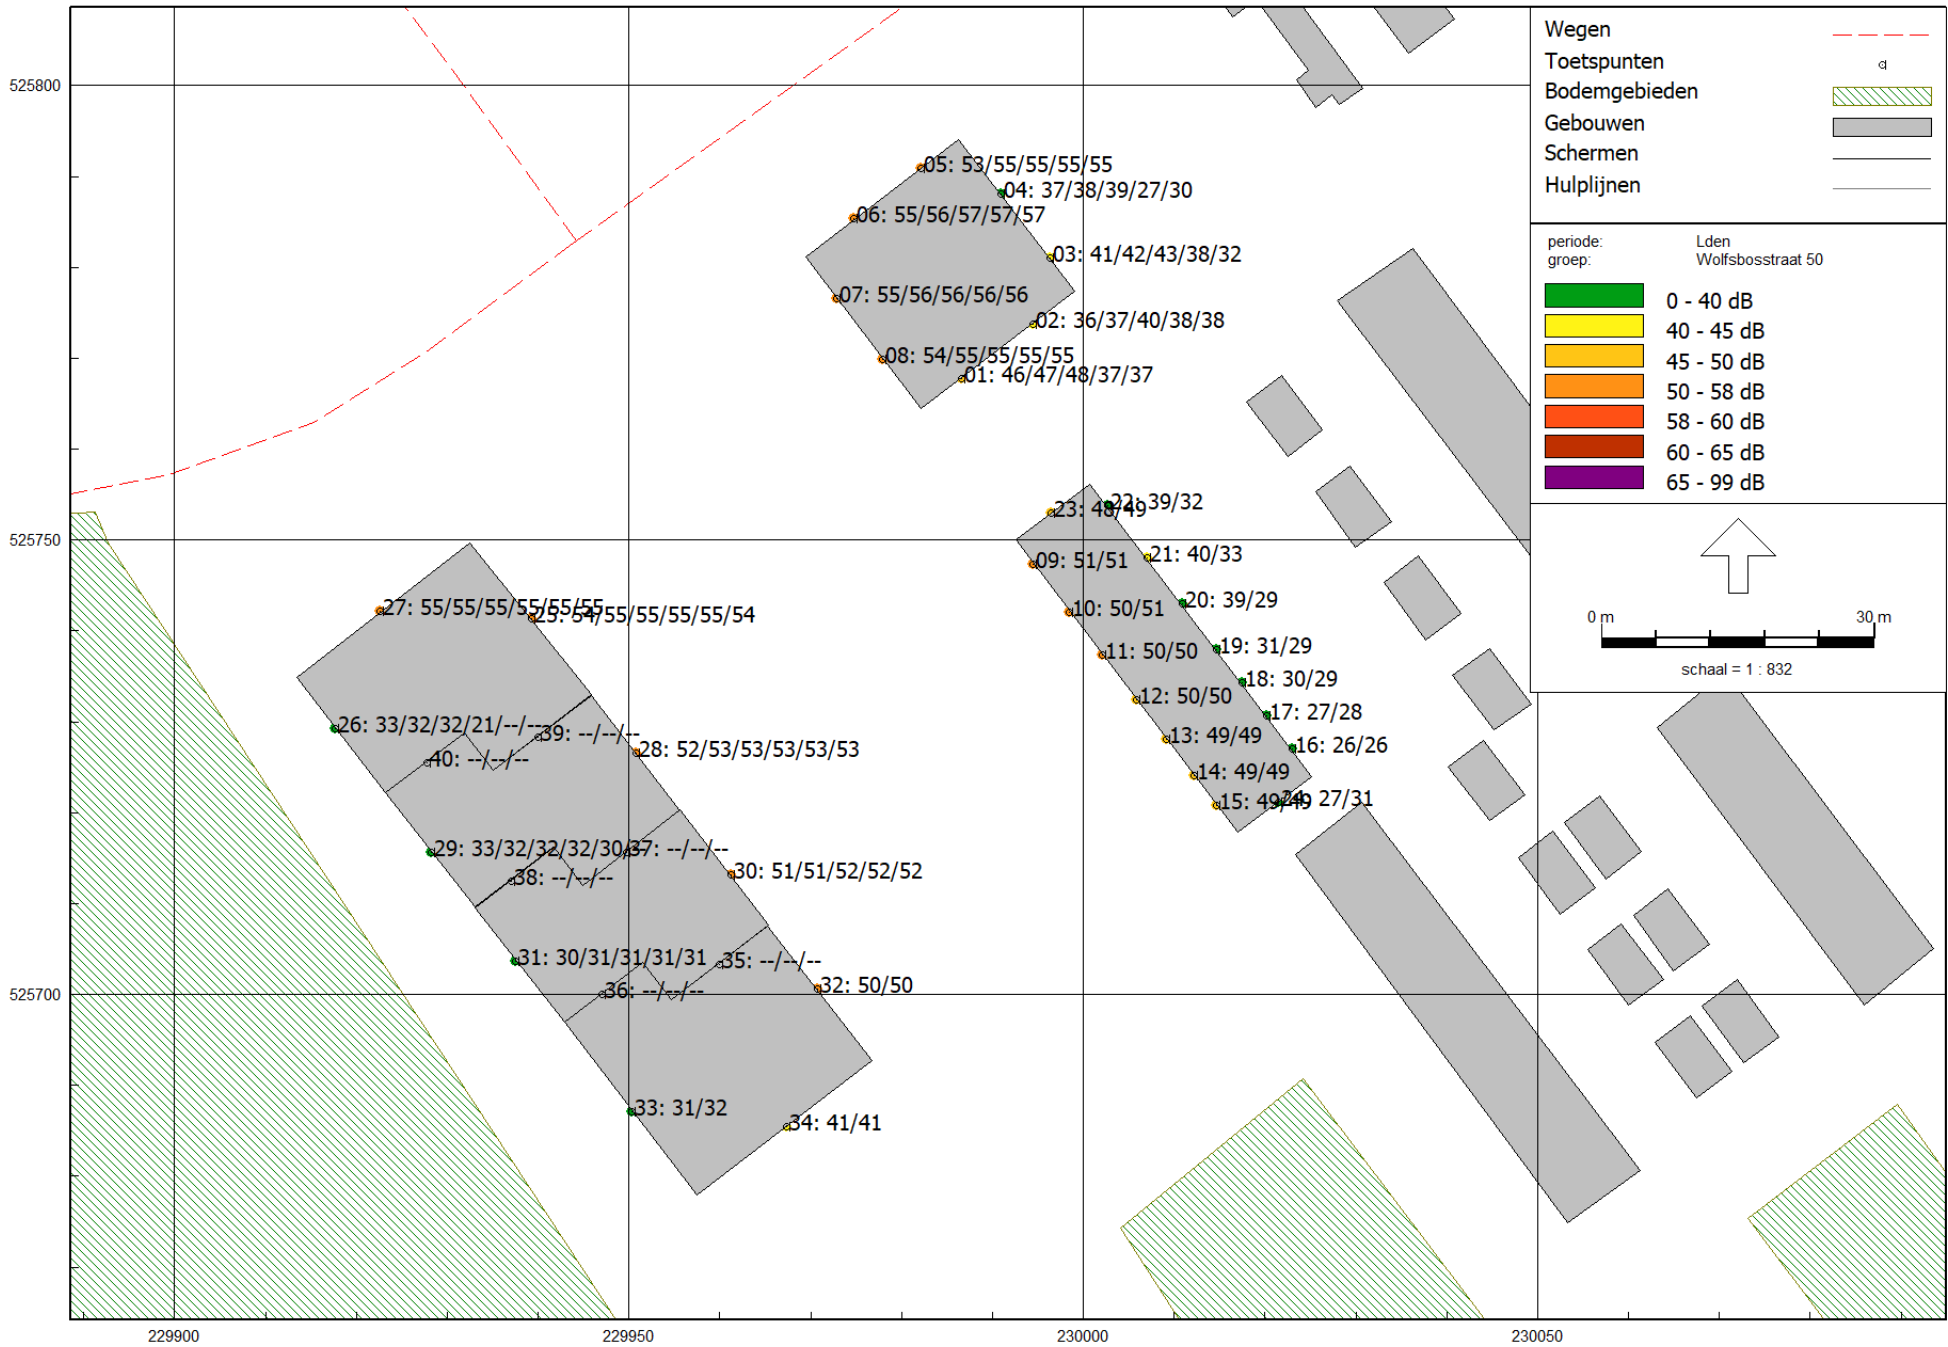 Wegen
Toetspunten
Bodemgebieden
Gebouwen
Schermen
Hulplijnen
periode: Lden
groep: Wolfsbosstraat 50
0 - 40 dB
40 - 45 dB
45 - 50 dB
50 - 58 dB
58 - 60 dB
60 - 65 dB
65 - 99 dB
0 m 30 m
schaal = 1 : 832
525800
525750
525700
05: 53/55/55/55/55
04: 37/38/39/27/30
06: 55/56/57/57/57
03: 41/42/43/38/32
07: 55/56/56/56/56
02: 36/37/40/38/38
08: 54/55/55/55/55
01: 46/47/48/37/37
22: 39/32
23: 48/49
21: 40/33
09: 51/51
20: 39/29
10: 50/51
19: 31/29
11: 50/50
18: 30/29
12: 50/50
17: 27/28
13: 49/49
16: 26/26
14: 49/49
24: 27/31
15: 49/49
27: 55/55/55/55/55/55
25: 54/55/55/55/55/54
26: 33/32/32/21/--/--
39: --/--/--
28: 52/53/53/53/53/53
40: --/--/--
29: 33/32/32/32/30/
37: --/--/--
30: 51/51/52/52/52
38: --/--/--
31: 30/31/31/31/31
35: --/--/--
32: 50/50
36: --/--/--
33: 31/32
34: 41/41
229900
229950
230000
230050